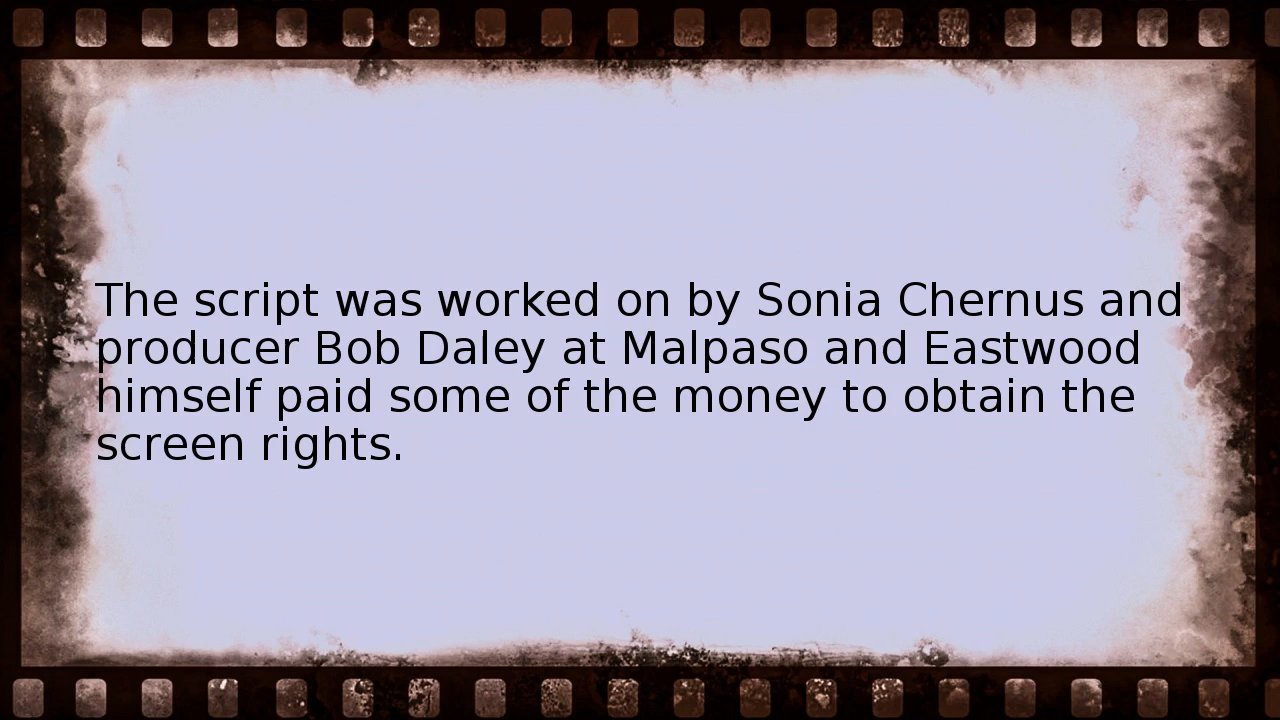 The script was worked on by Sonia Chernus and
producer Bob Daley at Malpaso and Eastwood
himself paid some of the money to obtain the
screen rights.